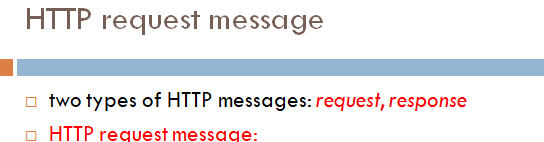 HTTP request message
two types of HTTP messages: request, response
HTTP request message: